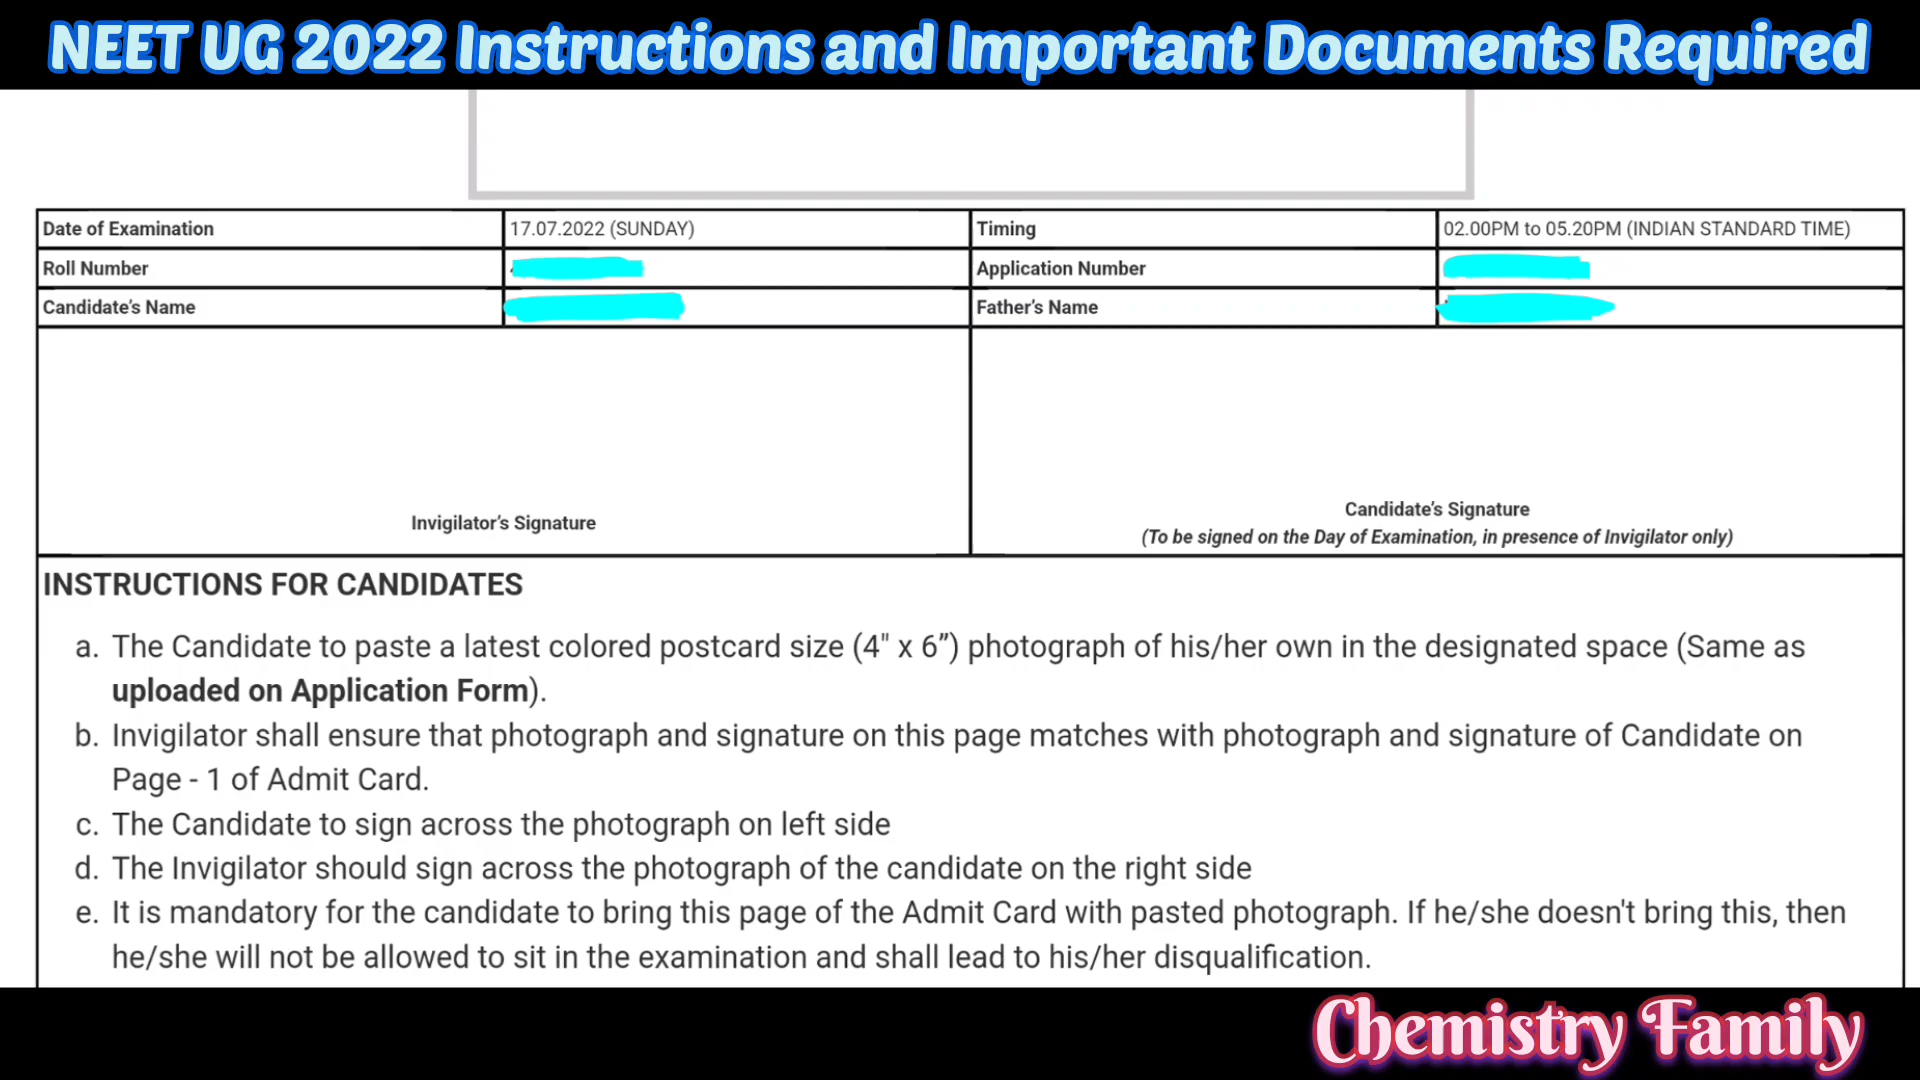 NEET UG 2022 Instructions and Important Documents Required
Date of Examination
17.07.2022 (SUNDAY)
Timing
02.00PM to 05.20PM (INDIAN STANDARD TIME)
Roll Number
Application Number
Candidate’s Name
Father’s Name
Invigilator’s Signature
Candidate’s Signature
(To be signed on the Day of Examination, in presence of Invigilator only)
INSTRUCTIONS FOR CANDIDATES
a. The Candidate to paste a latest colored postcard size (4" x 6”) photograph of his/her own in the designated space (Same as
uploaded on Application Form).
b. Invigilator shall ensure that photograph and signature on this page matches with photograph and signature of Candidate on
Page - 1 of Admit Card.
c. The Candidate to sign across the photograph on left side
d. The Invigilator should sign across the photograph of the candidate on the right side
e. It is mandatory for the candidate to bring this page of the Admit Card with pasted photograph. If he/she doesn't bring this, then
he/she will not be allowed to sit in the examination and shall lead to his/her disqualification.
Chemistry Family